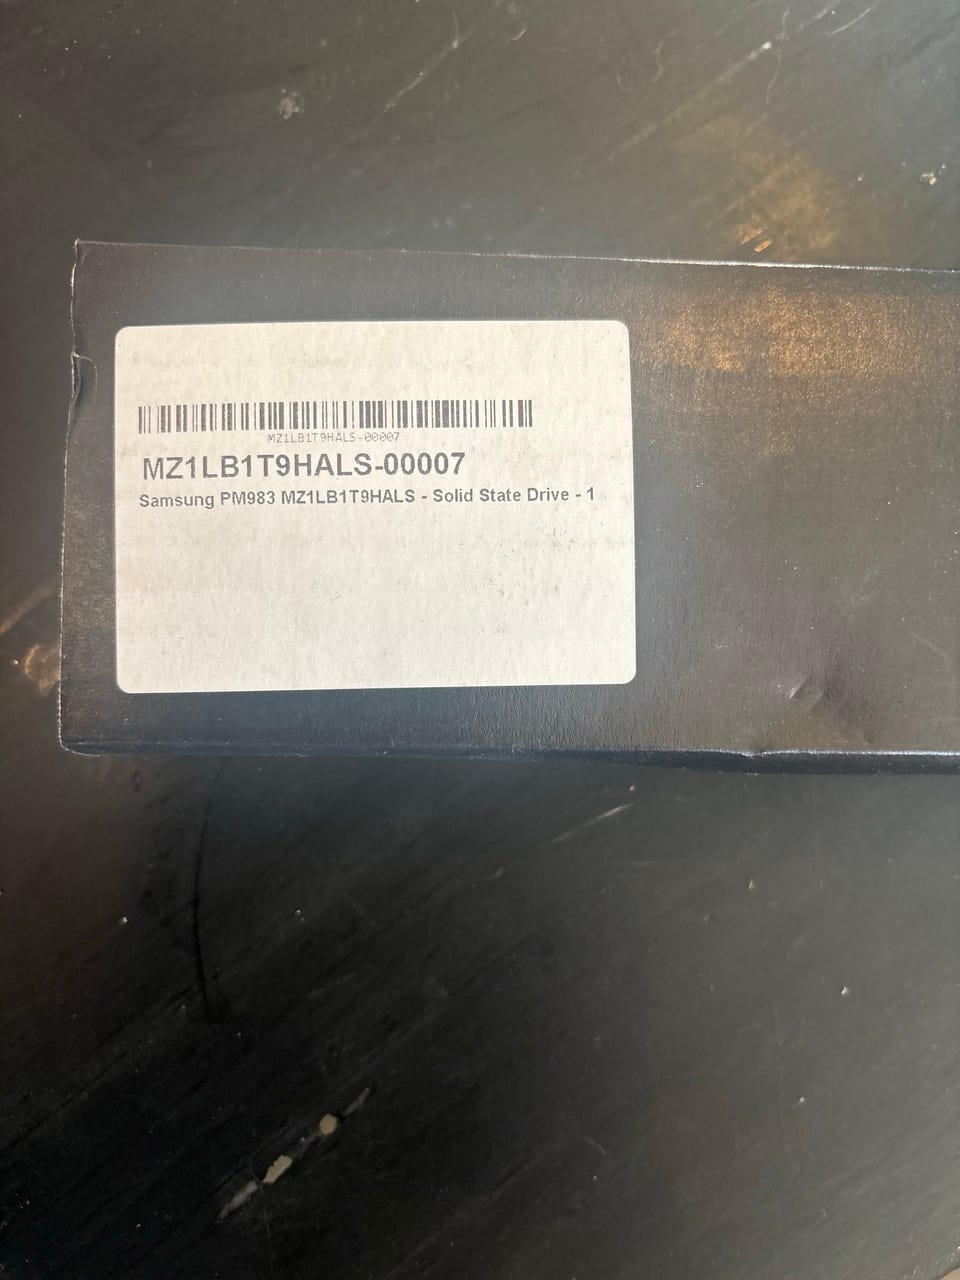 MZ1LB1T9HALS-00007
MZ1LB1T9HALS-00007
Samsung PM983 MZ1LB1T9HALS - Solid State Drive - 1